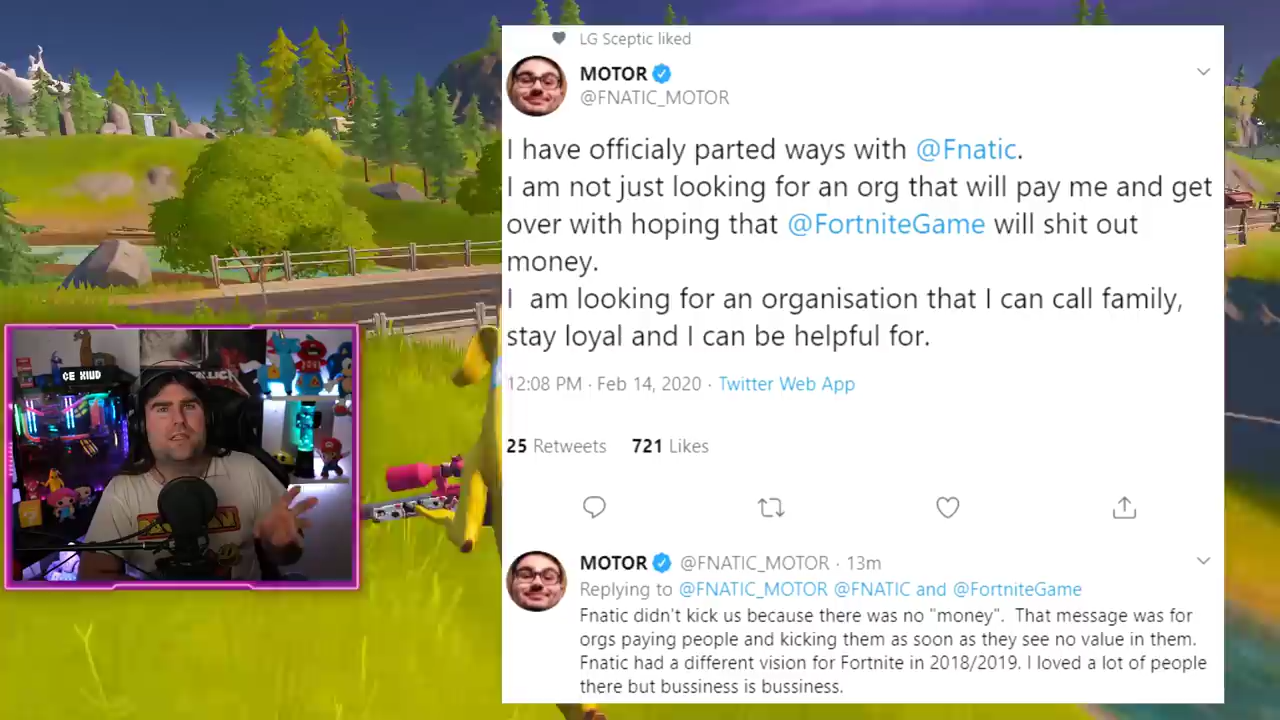 LG Sceptic liked
MOTOR
@FNATIC_MOTOR
I have officialy parted ways with @Fnatic.
I am not just looking for an org that will pay me and get
over with hoping that @FortniteGame will shit out
money.
I  am looking for an organisation that I can call family,
stay loyal and I can be helpful for.
12:08 PM · Feb 14, 2020 · Twitter Web App
25 Retweets 721 Likes
MOTOR @FNATIC_MOTOR · 13m
Replying to @FNATIC_MOTOR @FNATIC and @FortniteGame
Fnatic didn't kick us because there was no "money".  That message was for
orgs paying people and kicking them as soon as they see no value in them.
Fnatic had a different vision for Fortnite in 2018/2019. I loved a lot of people
there but bussiness is bussiness.